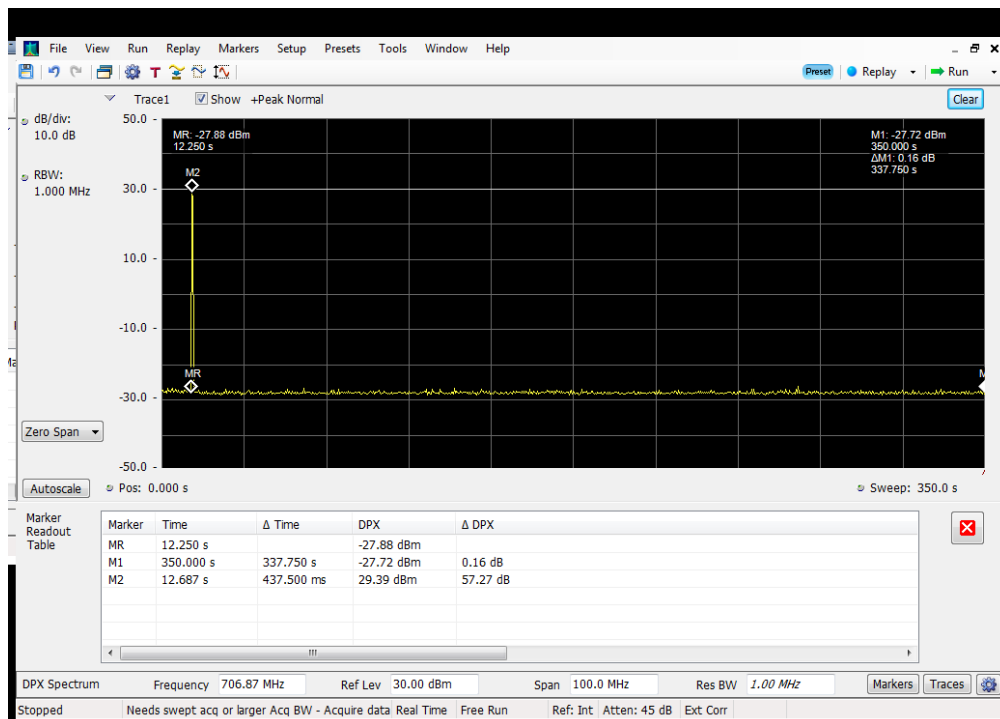 File View Run Replay Markers Setup Presets Tools Window Help
Preset Replay Run
Trace1 Show +Peak Normal Clear
dB/div:
10.0 dB
RBW:
1.000 MHz
50.0 -
30.0 -
10.0 -
-10.0 -
-30.0 -
-50.0 -
MR: -27.88 dBm
12.250 s
M1: -27.72 dBm
350.000 s
ΔM1: 0.16 dB
337.750 s
M2
MR
M
Zero Span
Autoscale Pos: 0.000 s Sweep: 350.0 s
Marker
Readout
Table
Marker Time Δ Time DPX Δ DPX
MR 12.250 s -27.88 dBm
M1 350.000 s 337.750 s -27.72 dBm 0.16 dB
M2 12.687 s 437.500 ms 29.39 dBm 57.27 dB
DPX Spectrum Frequency 706.87 MHz Ref Lev 30.00 dBm Span 100.0 MHz Res BW 1.00 MHz Markers Traces
Stopped Needs swept acq or larger Acq BW - Acquire data Real Time Free Run Ref: Int Atten: 45 dB Ext Corr